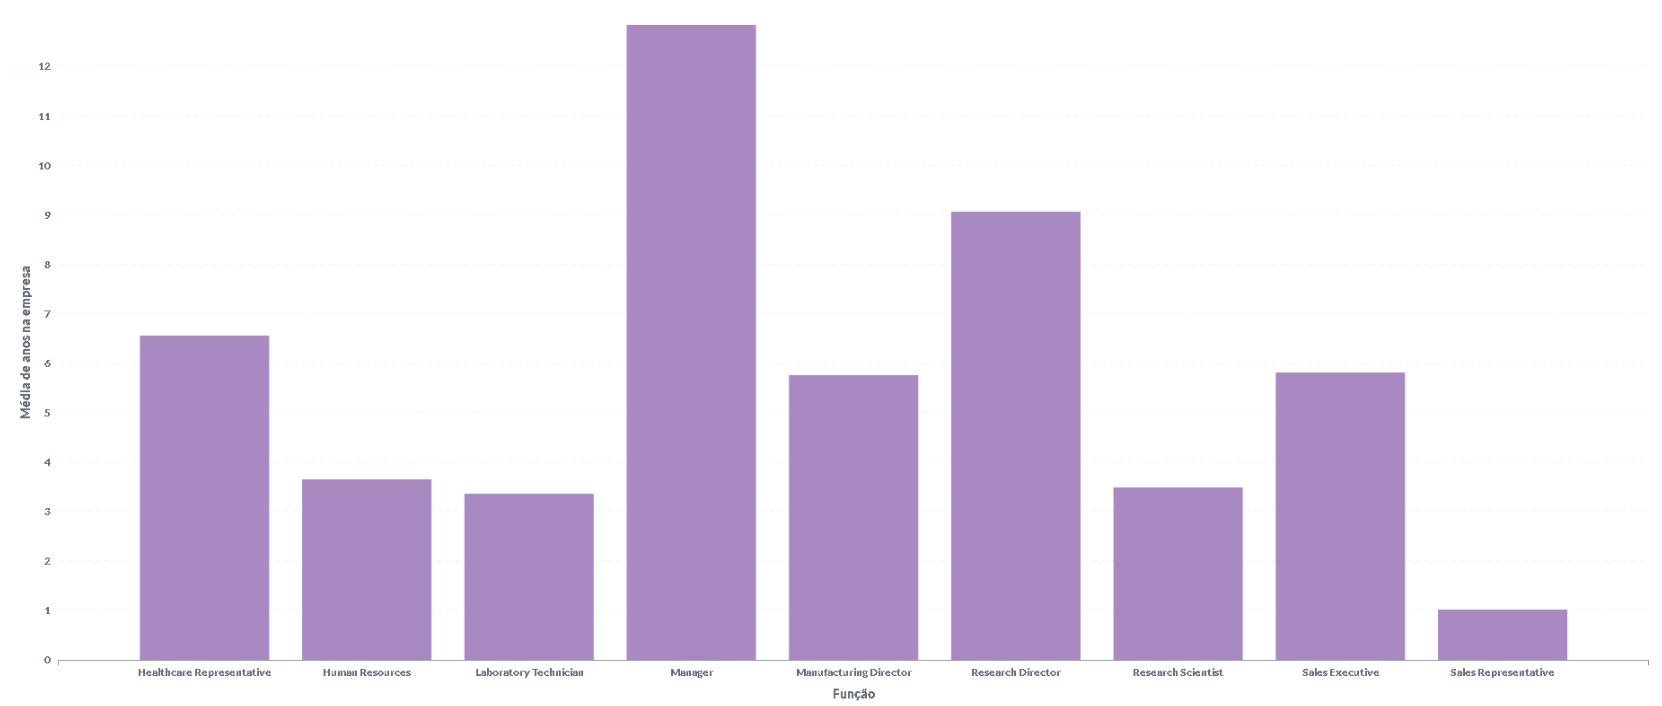 12
11
10
9
8
7
6
5
4
3
2
1
0
Média de anos na empresa
Healthcare Representative
Human Resources
Laboratory Technician
Manager
Manufacturing Director
Research Director
Research Scientist
Sales Executive
Sales Representative
Função